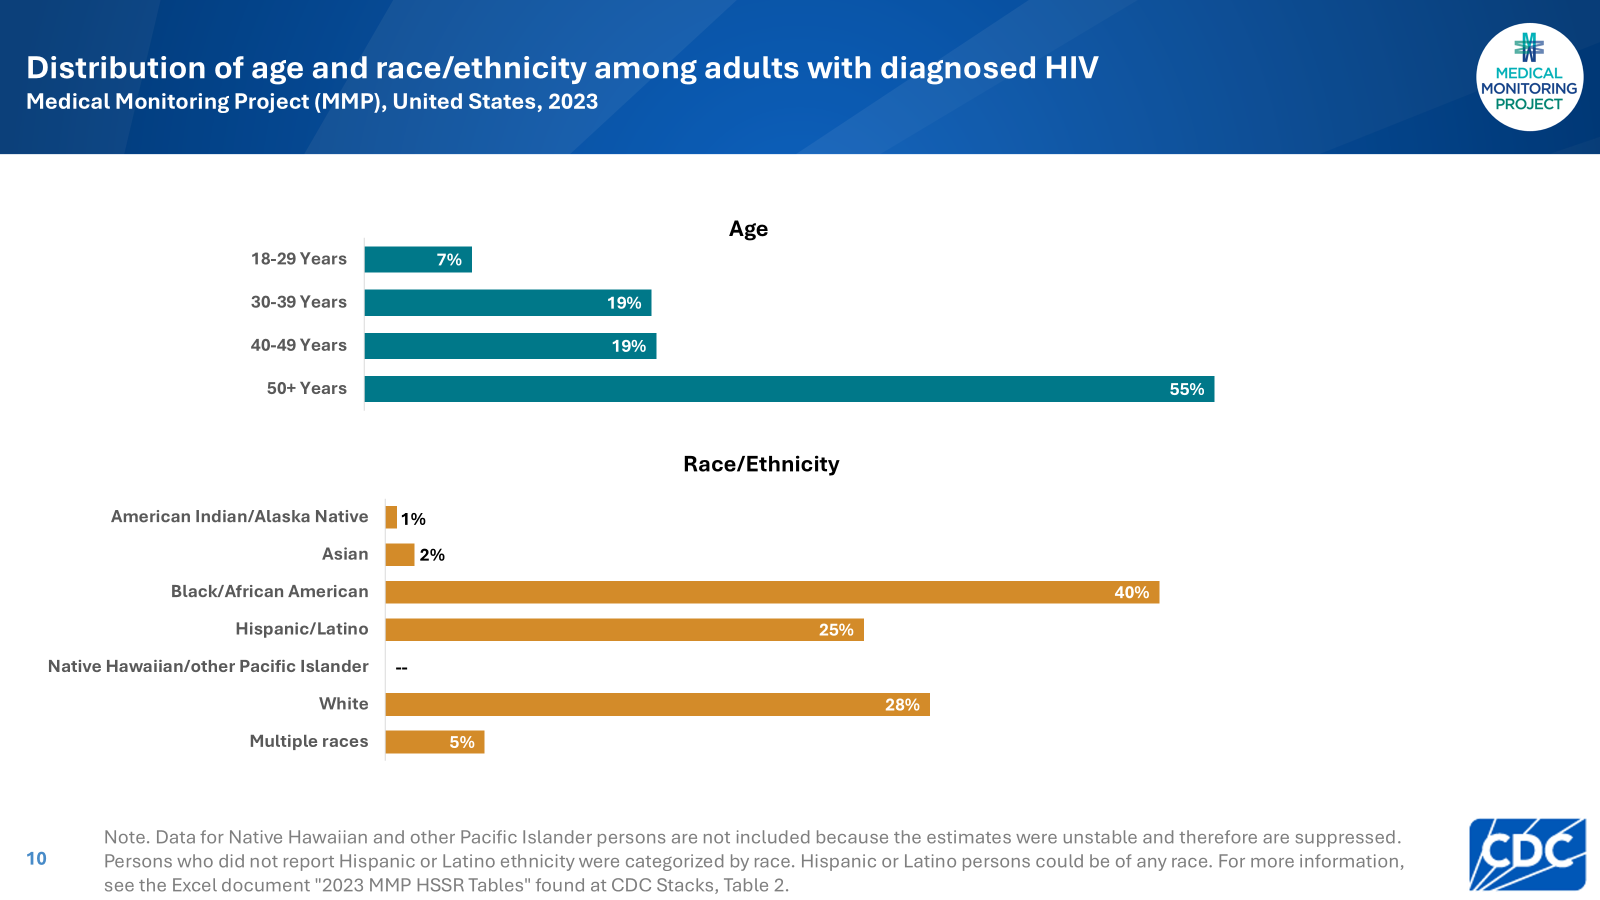 Distribution of age and race/ethnicity among adults with diagnosed HIV
Medical Monitoring Project (MMP), United States, 2023
MEDICAL
MONITORING
PROJECT
Age
18-29 Years 7%
30-39 Years 19%
40-49 Years 19%
50+ Years 55%
Race/Ethnicity
American Indian/Alaska Native 1%
Asian 2%
Black/African American 40%
Hispanic/Latino 25%
Native Hawaiian/other Pacific Islander --
White 28%
Multiple races 5%
Note. Data for Native Hawaiian and other Pacific Islander persons are not included because the estimates were unstable and therefore are suppressed.
Persons who did not report Hispanic or Latino ethnicity were categorized by race. Hispanic or Latino persons could be of any race. For more information,
see the Excel document "2023 MMP HSSR Tables" found at CDC Stacks, Table 2.
10
CDC